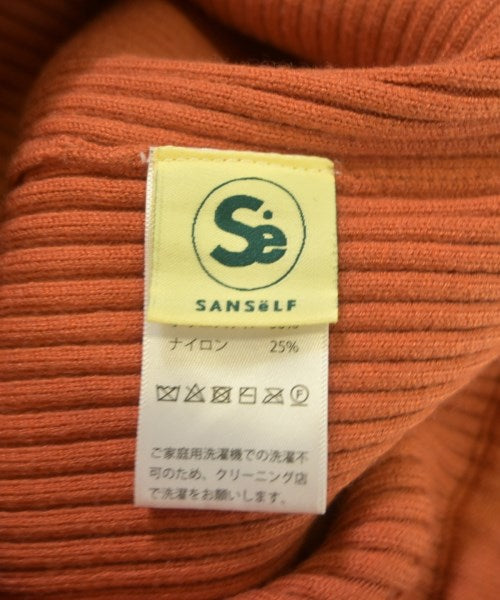 Se
SANSëLF
ナイロン 25%
ご家庭用洗濯機での洗濯不
可のため、クリーニング店
で洗濯をお願いします。